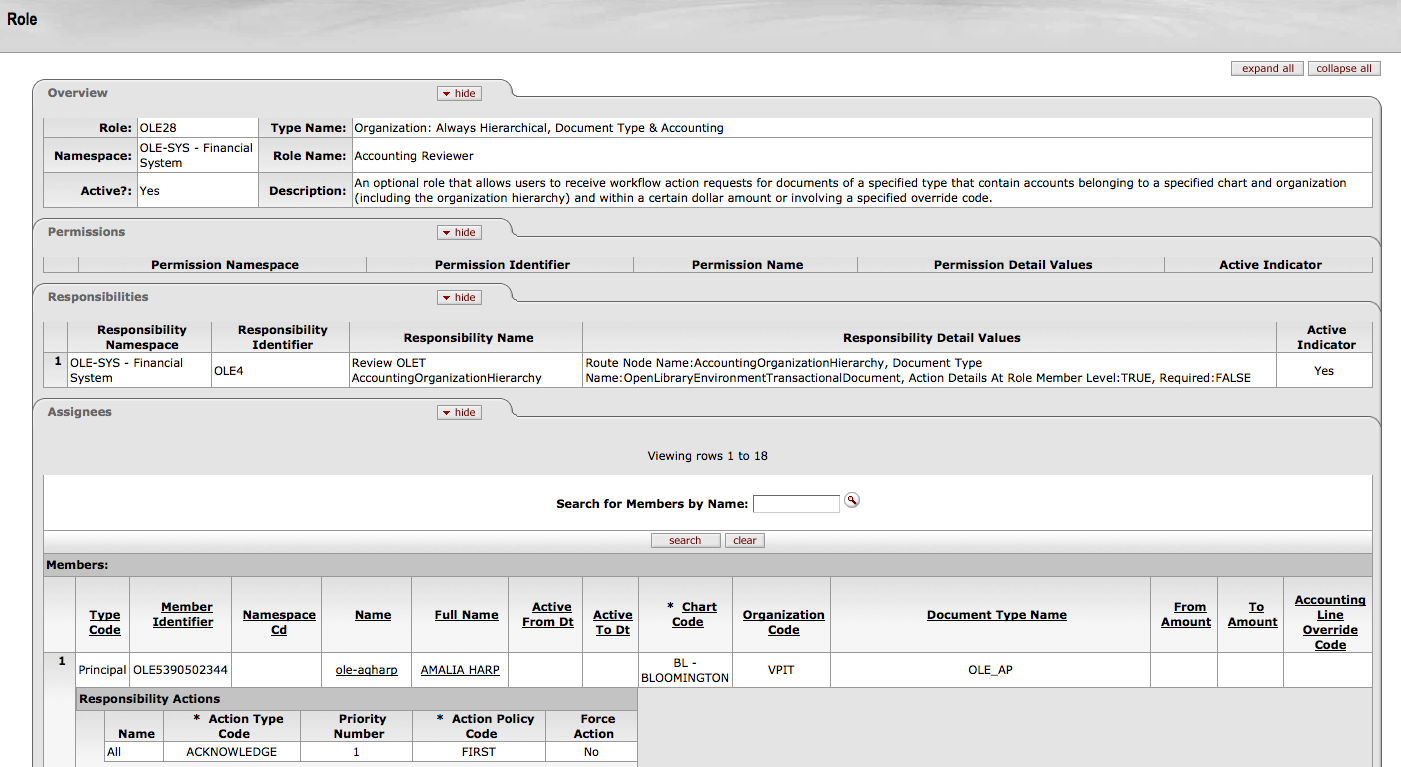 Role
expand all collapse all
Overview hide
Role: OLE28 Type Name: Organization: Always Hierarchical, Document Type & Accounting
Namespace: OLE-SYS - Financial System Role Name: Accounting Reviewer
Active?: Yes Description: An optional role that allows users to receive workflow action requests for documents of a specified type that contain accounts belonging to a specified chart and organization
(including the organization hierarchy) and within a certain dollar amount or involving a specified override code.
Permissions hide
Permission Namespace Permission Identifier Permission Name Permission Detail Values Active Indicator
Responsibilities hide
Responsibility Namespace Responsibility Identifier Responsibility Name Responsibility Detail Values Active Indicator
1 OLE-SYS - Financial System OLE4 Review OLET AccountingOrganizationHierarchy Route Node Name:AccountingOrganizationHierarchy, Document Type
Name:OpenLibraryEnvironmentTransactionalDocument, Action Details At Role Member Level:TRUE, Required:FALSE Yes
Assignees hide
Viewing rows 1 to 18
Search for Members by Name:
search clear
Members:
Type Code Member Identifier Namespace Cd Name Full Name Active From Dt Active To Dt * Chart Code Organization Code Document Type Name From Amount To Amount Accounting Line Override Code
1 Principal OLE5390502344 ole-aqharp AMALIA HARP BL - BLOOMINGTON VPIT OLE_AP
Responsibility Actions
Name * Action Type Code Priority Number * Action Policy Code Force Action
All ACKNOWLEDGE 1 FIRST No